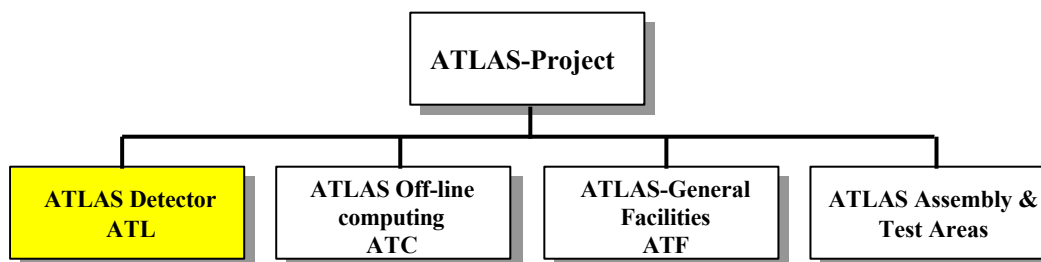 ATLAS-Project
ATLAS Detector
ATL
ATLAS Off-line
computing
ATC
ATLAS-General
Facilities
ATF
ATLAS Assembly &
Test Areas